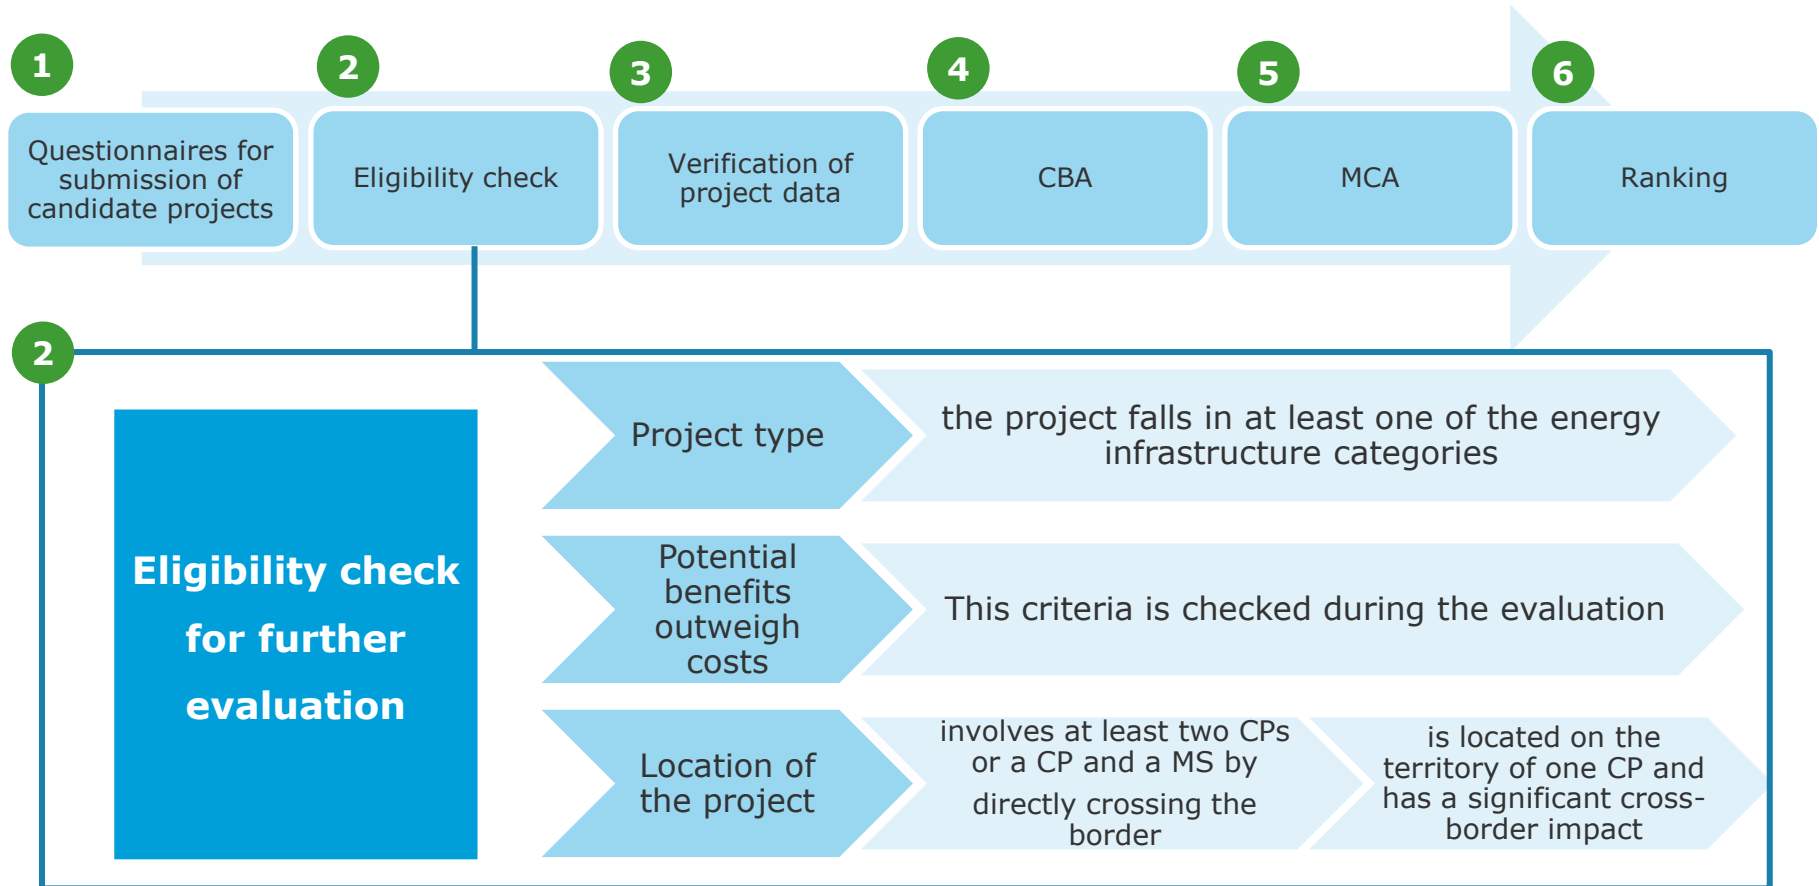 1
2
3
4
5
6
Questionnaires for
submission of
candidate projects
Eligibility check
Verification of
project data
CBA
MCA
Ranking
2
Eligibility check
for further
evaluation
Project type
the project falls in at least one of the energy
infrastructure categories
Potential
benefits
outweigh
costs
This criteria is checked during the evaluation
Location of
the project
involves at least two CPs
or a CP and a MS by
directly crossing the
border
is located on the
territory of one CP and
has a significant cross-
border impact